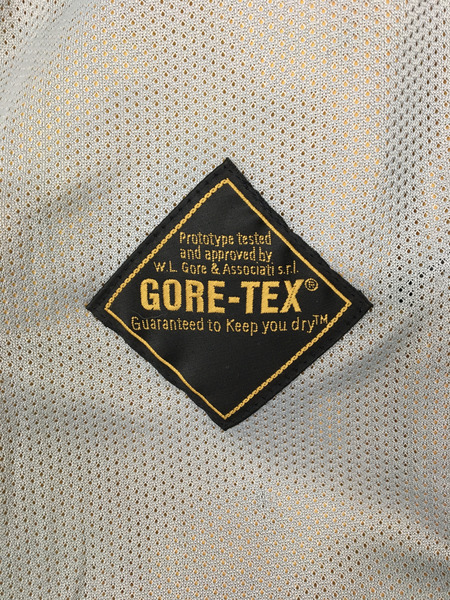 Prototype tested
and approved by
W.L. Gore & Associati s.r.l.
GORE-TEX®
Guaranteed to Keep you dry™